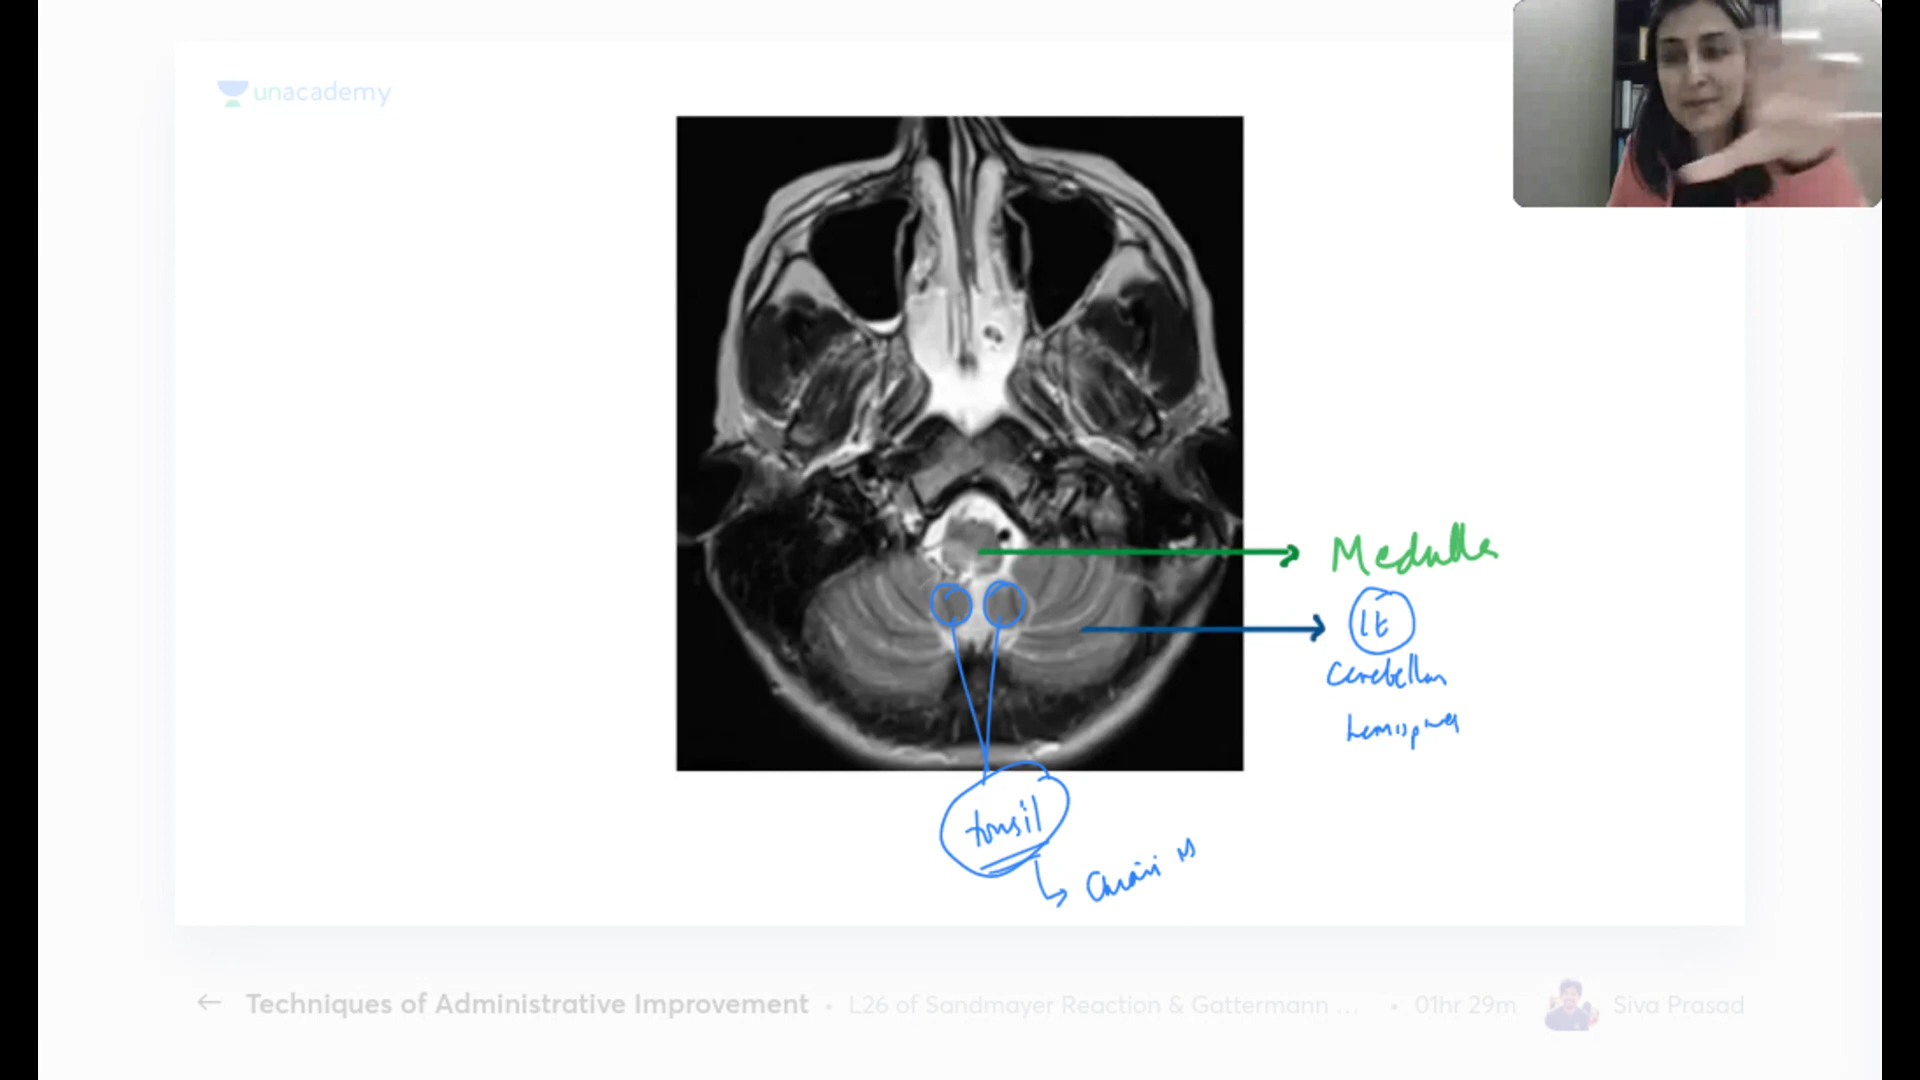 unacademy
Medulla
Lt
Cerebellar
hemisphere
tonsil
Chiari M
← Techniques of Administrative Improvement • L26 of Sandmayer Reaction & Gattermann ... • 01hr 29m Siva Prasad